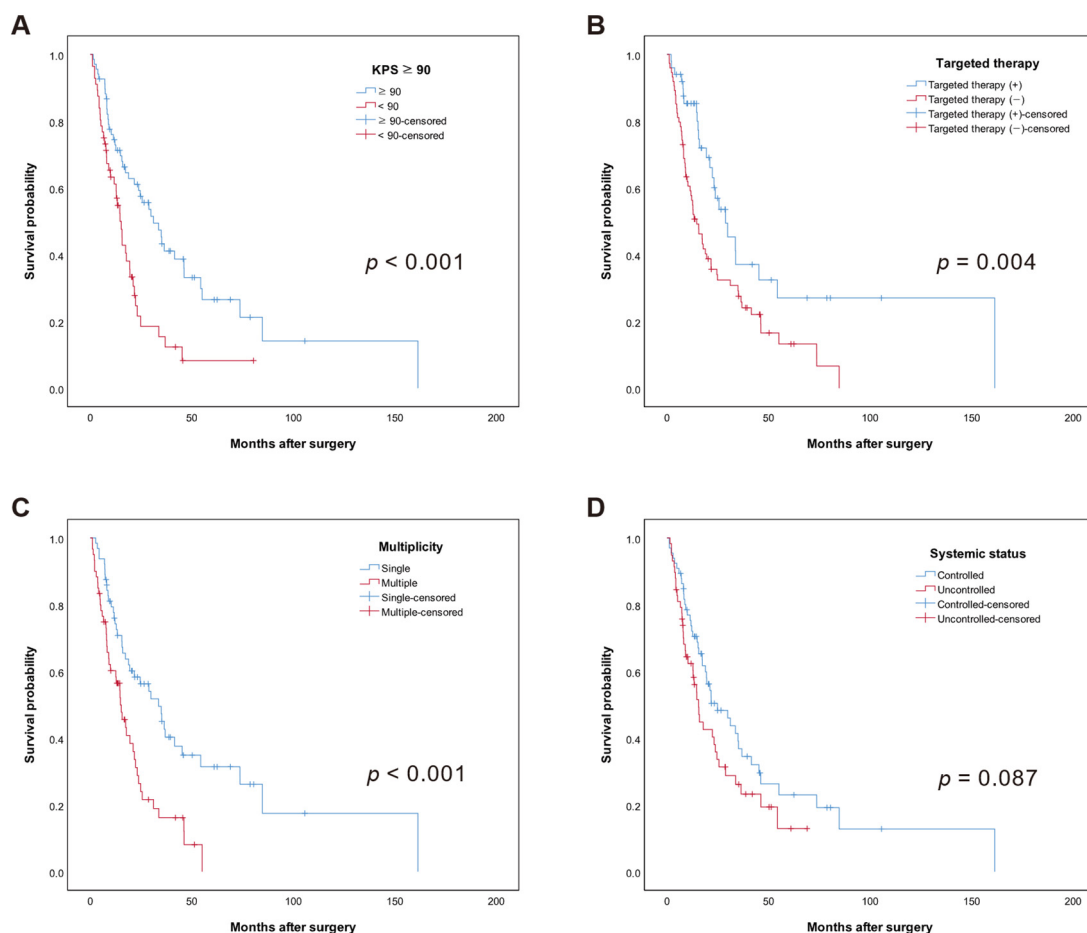 A
KPS ≥ 90
≥ 90
< 90
≥ 90-censored
< 90-censored
p < 0.001
Survival probability
1.0
0.8
0.6
0.4
0.2
0.0
0 50 100 150 200
Months after surgery
B
Targeted therapy
Targeted therapy (+)
Targeted therapy (−)
Targeted therapy (+)-censored
Targeted therapy (−)-censored
p = 0.004
Survival probability
1.0
0.8
0.6
0.4
0.2
0.0
0 50 100 150 200
Months after surgery
C
Multiplicity
Single
Multiple
Single-censored
Multiple-censored
p < 0.001
Survival probability
1.0
0.8
0.6
0.4
0.2
0.0
0 50 100 150 200
Months after surgery
D
Systemic status
Controlled
Uncontrolled
Controlled-censored
Uncontrolled-censored
p = 0.087
Survival probability
1.0
0.8
0.6
0.4
0.2
0.0
0 50 100 150 200
Months after surgery